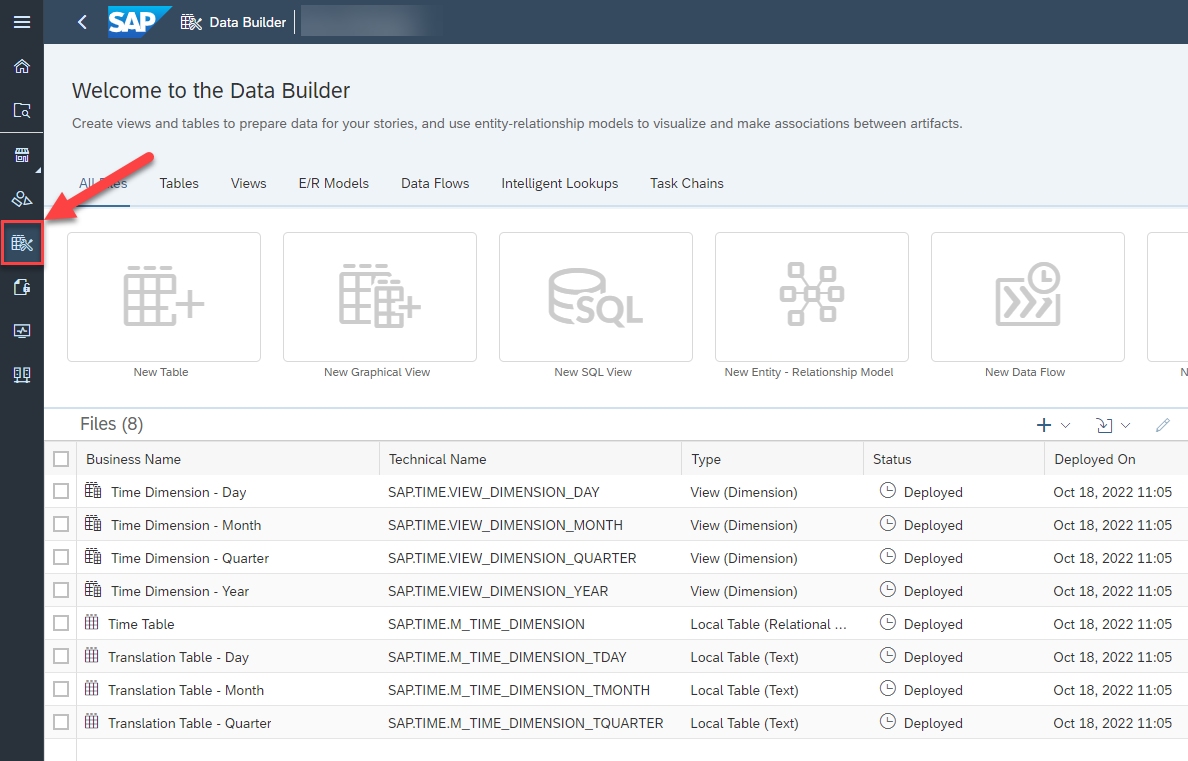 SAP Data Builder
Welcome to the Data Builder
Create views and tables to prepare data for your stories, and use entity-relationship models to visualize and make associations between artifacts.
All Files Tables Views E/R Models Data Flows Intelligent Lookups Task Chains
SQL
New Table New Graphical View New SQL View New Entity - Relationship Model New Data Flow N
Files (8)
Business Name Technical Name Type Status Deployed On
Time Dimension - Day SAP.TIME.VIEW_DIMENSION_DAY View (Dimension) Deployed Oct 18, 2022 11:05
Time Dimension - Month SAP.TIME.VIEW_DIMENSION_MONTH View (Dimension) Deployed Oct 18, 2022 11:05
Time Dimension - Quarter SAP.TIME.VIEW_DIMENSION_QUARTER View (Dimension) Deployed Oct 18, 2022 11:05
Time Dimension - Year SAP.TIME.VIEW_DIMENSION_YEAR View (Dimension) Deployed Oct 18, 2022 11:05
Time Table SAP.TIME.M_TIME_DIMENSION Local Table (Relational ... Deployed Oct 18, 2022 11:05
Translation Table - Day SAP.TIME.M_TIME_DIMENSION_TDAY Local Table (Text) Deployed Oct 18, 2022 11:05
Translation Table - Month SAP.TIME.M_TIME_DIMENSION_TMONTH Local Table (Text) Deployed Oct 18, 2022 11:05
Translation Table - Quarter SAP.TIME.M_TIME_DIMENSION_TQUARTER Local Table (Text) Deployed Oct 18, 2022 11:05